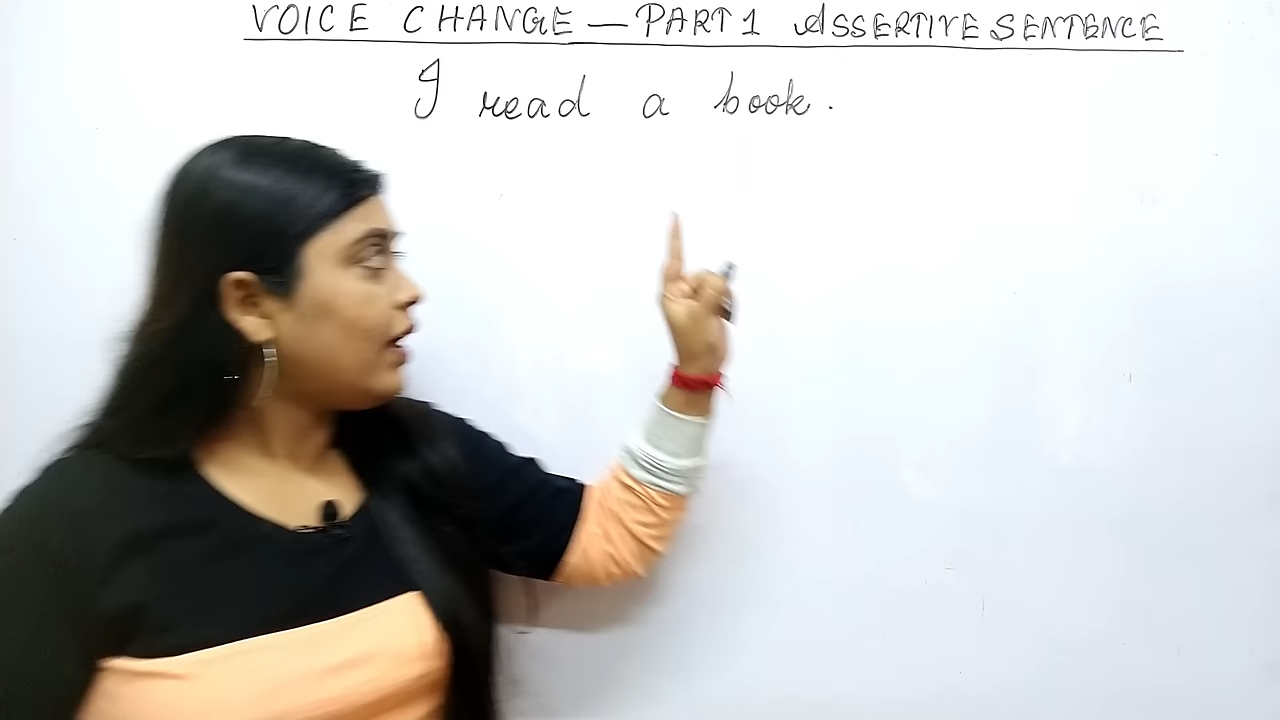 VOICE CHANGE — PART 1 ASSERTIVE SENTENCE
I read a book.